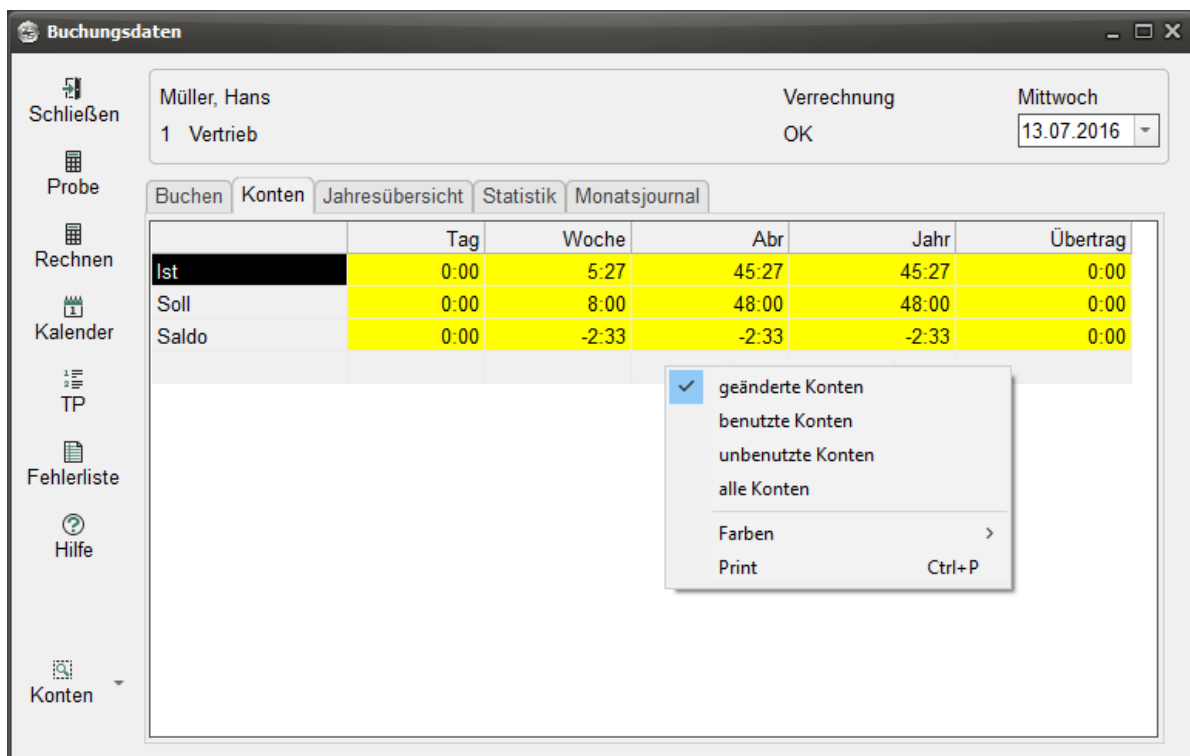 Buchungsdaten
Schließen
Probe
Rechnen
Kalender
TP
Fehlerliste
Hilfe
Konten
Müller, Hans Verrechnung Mittwoch
1 Vertrieb OK 13.07.2016
Buchen Konten Jahresübersicht Statistik Monatsjournal
Tag Woche Abr Jahr Übertrag
Ist 0:00 5:27 45:27 45:27 0:00
Soll 0:00 8:00 48:00 48:00 0:00
Saldo 0:00 -2:33 -2:33 -2:33 0:00
geänderte Konten
benutzte Konten
unbenutzte Konten
alle Konten
Farben
Print Ctrl+P